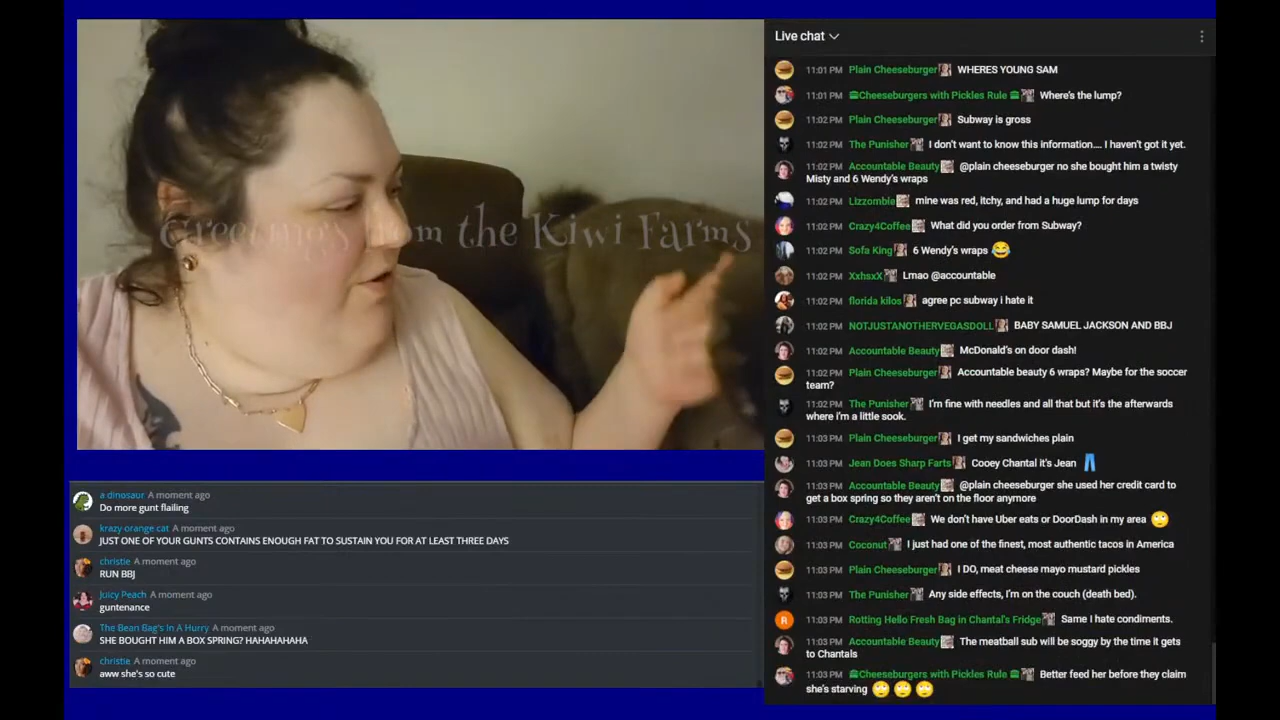 Greetings from the Kiwi Farms
a dinosaur A moment ago
Do more gunt flailing
krazy orange cat A moment ago
JUST ONE OF YOUR GUNTS CONTAINS ENOUGH FAT TO SUSTAIN YOU FOR AT LEAST THREE DAYS
christie A moment ago
RUN BBJ
Juicy Peach A moment ago
guntenance
The Bean Bag's In A Hurry A moment ago
SHE BOUGHT HIM A BOX SPRING? HAHAHAHAHA
christie A moment ago
aww she's so cute
Live chat
11:01 PM Plain Cheeseburger WHERES YOUNG SAM
11:01 PM Cheeseburgers with Pickles Rule Where's the lump?
11:02 PM Plain Cheeseburger Subway is gross
11:02 PM The Punisher I don't want to know this information.... I haven't got it yet.
11:02 PM Accountable Beauty @plain cheeseburger no she bought him a twisty
Misty and 6 Wendy's wraps
11:02 PM Lizzombie mine was red, itchy, and had a huge lump for days
11:02 PM Crazy4Coffee What did you order from Subway?
11:02 PM Sofa King 6 Wendy's wraps 😂
11:02 PM XxhsxX Lmao @accountable
11:02 PM florida kilos agree pc subway i hate it
11:02 PM NOTJUSTANOTHERVEGASDOLL BABY SAMUEL JACKSON AND BBJ
11:02 PM Accountable Beauty McDonald's on door dash!
11:02 PM Plain Cheeseburger Accountable beauty 6 wraps? Maybe for the soccer
team?
11:02 PM The Punisher I'm fine with needles and all that but it's the afterwards
where i'm a little sook.
11:03 PM Plain Cheeseburger I get my sandwiches plain
11:03 PM Jean Does Sharp Farts Cooey Chantal it's Jean 👖
11:03 PM Accountable Beauty @plain cheeseburger she used her credit card to
get a box spring so they aren't on the floor anymore
11:03 PM Crazy4Coffee We don't have Uber eats or DoorDash in my area 🙄
11:03 PM Coconut I just had one of the finest, most authentic tacos in America
11:03 PM Plain Cheeseburger I DO, meat cheese mayo mustard pickles
11:03 PM The Punisher Any side effects, I'm on the couch (death bed).
R
11:03 PM Rotting Hello Fresh Bag in Chantal's Fridge Same I hate condiments.
11:03 PM Accountable Beauty The meatball sub will be soggy by the time it gets
to Chantals
11:03 PM Cheeseburgers with Pickles Rule Better feed her before they claim
she's starving 🙄 🙄 🙄